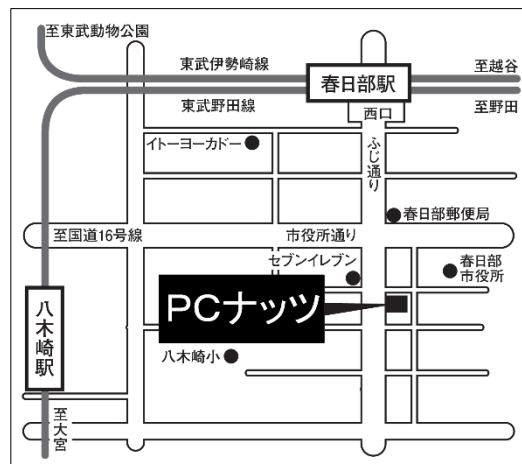 至東武動物公園
東武伊勢崎線
春日部駅
至越谷
東武野田線
西口
至野田
イトーヨーカドー
ふじ通り
春日部郵便局
至国道16号線
市役所通り
セブンイレブン
春日部
市役所
PCナッツ
八木崎駅
八木崎小
至大宮